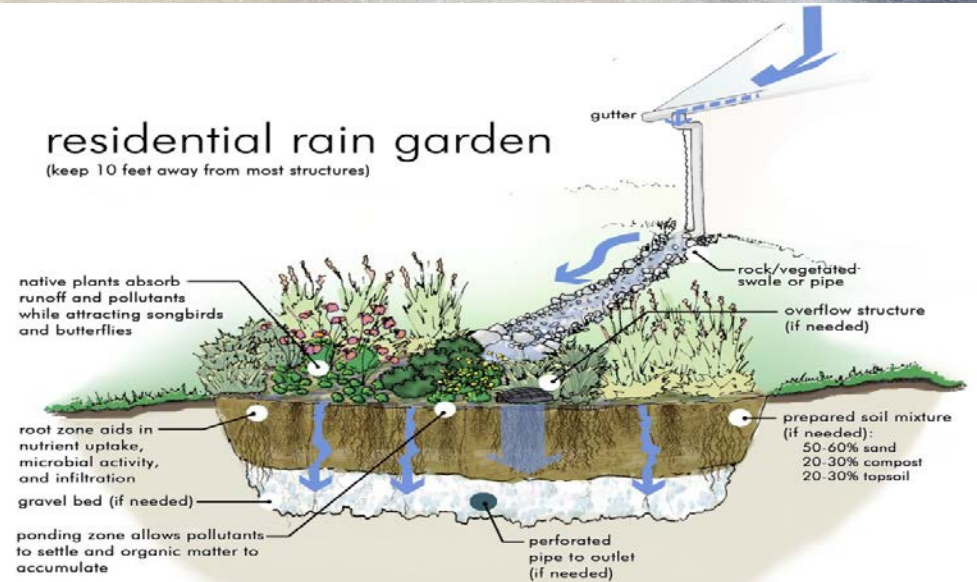 residential rain garden
(keep 10 feet away from most structures)
gutter
rock/vegetated
swale or pipe
native plants absorb
runoff and pollutants
while attracting songbirds
and butterflies
overflow structure
(if needed)
root zone aids in
nutrient uptake,
microbial activity,
and infiltration
prepared soil mixture
(if needed):
50-60% sand
20-30% compost
20-30% topsoil
gravel bed (if needed)
ponding zone allows pollutants
to settle and organic matter to
accumulate
perforated
pipe to outlet
(if needed)